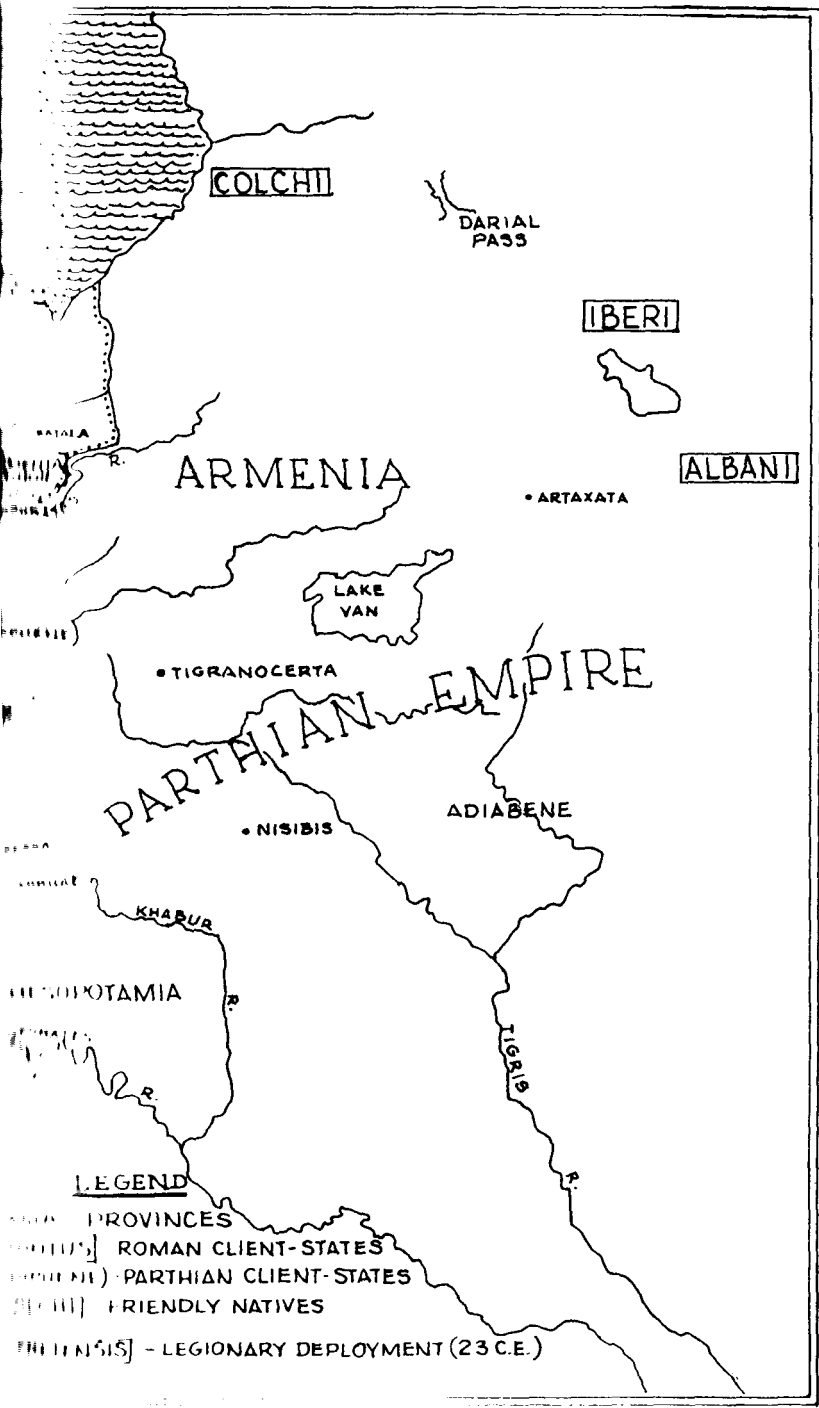 COLCHI
DARIAL
PASS
IBERI
R.
ARMENIA
ALBANI
• ARTAXATA
LAKE
VAN
• TIGRANOCERTA
PARTHIAN EMPIRE
ADIABENE
• NISIBIS
KHABUR
R.
TIGRIS
R.
R.
LEGEND
PROVINCES
ROMAN CLIENT-STATES
PARTHIAN CLIENT-STATES
FRIENDLY NATIVES
- LEGIONARY DEPLOYMENT (23 C.E.)